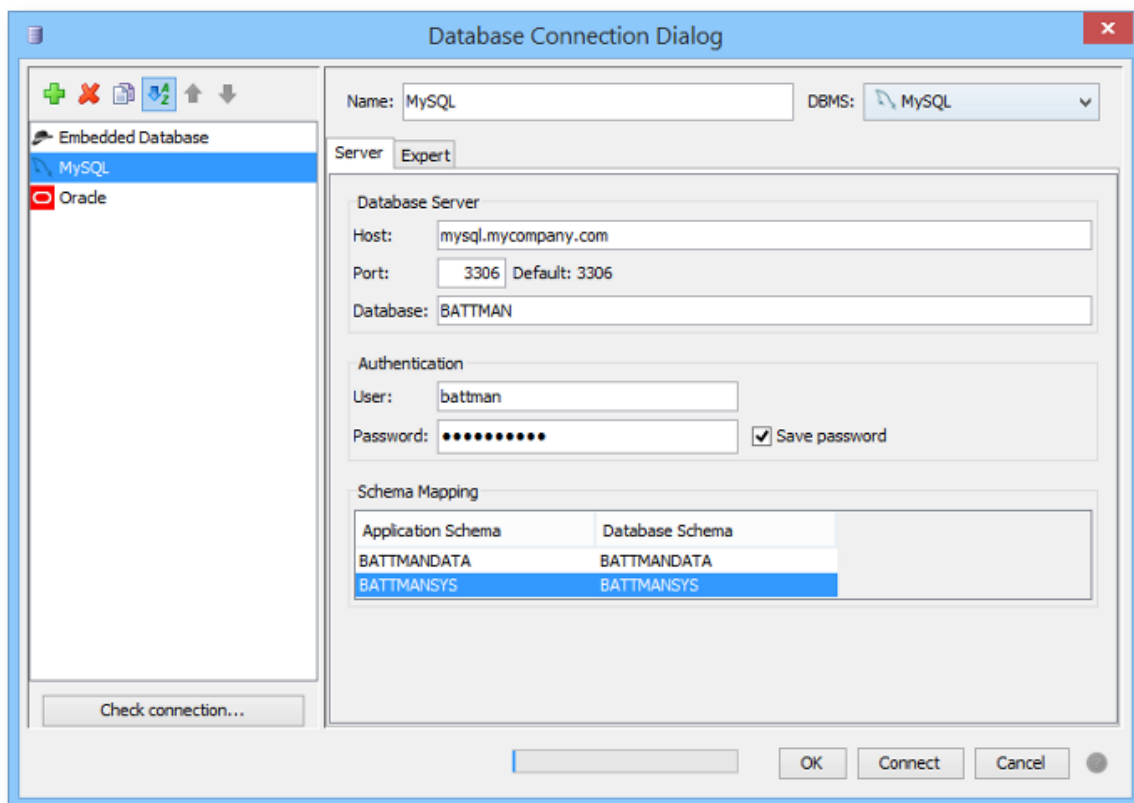 Database Connection Dialog
Name: MySQL DBMS: MySQL
Embedded Database
MySQL
Oracle
Server Expert
Database Server
Host: mysql.mycompany.com
Port: 3306 Default: 3306
Database: BATTMAN
Authentication
User: battman
Password: •••••••••• Save password
Schema Mapping
Application Schema Database Schema
BATTMANDATA BATTMANDATA
BATTMANSYS BATTMANSYS
Check connection...
OK Connect Cancel